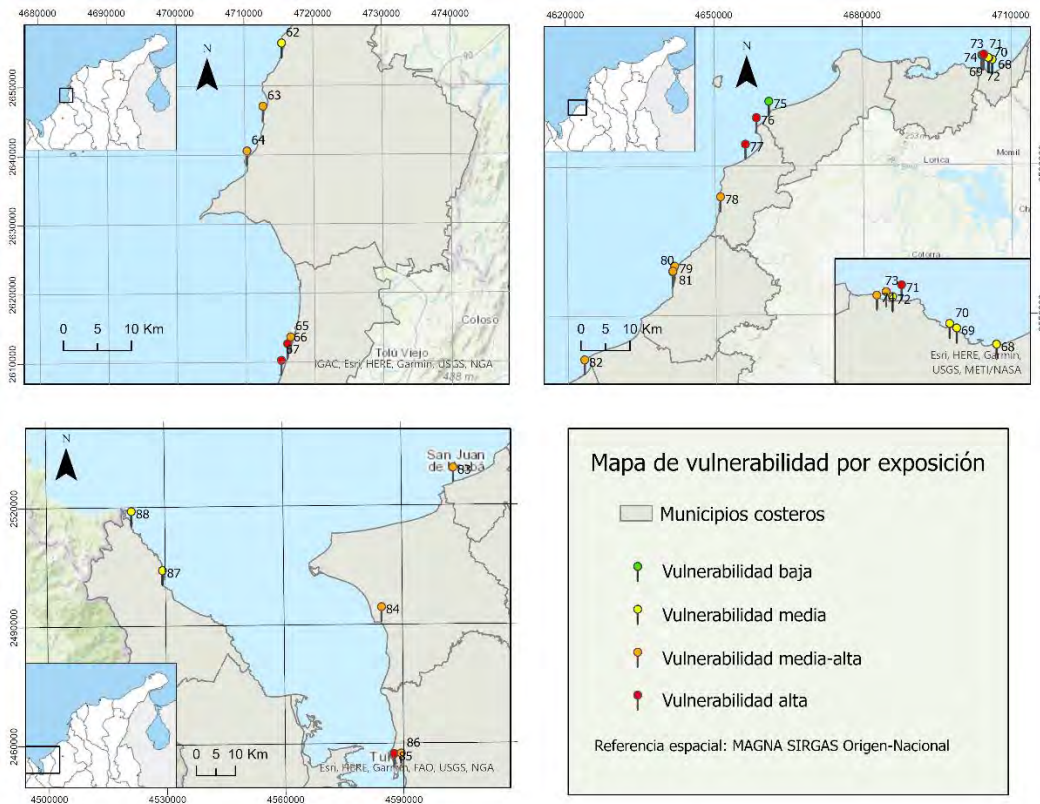 4680000 4690000 4700000 4710000 4720000 4730000 4740000
2650000
2640000
2630000
2620000
2610000
N
62
63
64
65
66
67
90
0 5 10 Km
Coloso
Tolú Viejo
IGAC, Esri, HERE, Garmin, USGS, NGA
488 m
4620000 4650000 4680000 4710000
N
73 71
74 70
69 68
72
75
76
77
78
80 79
81
82
253 m
Momil
Lorica
Cotorra
73
71
72
70
69
68
Esri, HERE, Garmin,
USGS, METI/NASA
0 5 10 Km
N
San Juan
83
88
87
84
86
85
2520000
2490000
2460000
0 5 10 Km
Esri, HERE, Garmin, FAO, USGS, NGA
4500000 4530000 4560000 4590000
Mapa de vulnerabilidad por exposición
Municipios costeros
Vulnerabilidad baja
Vulnerabilidad media
Vulnerabilidad media-alta
Vulnerabilidad alta
Referencia espacial: MAGNA SIRGAS Origen-Nacional